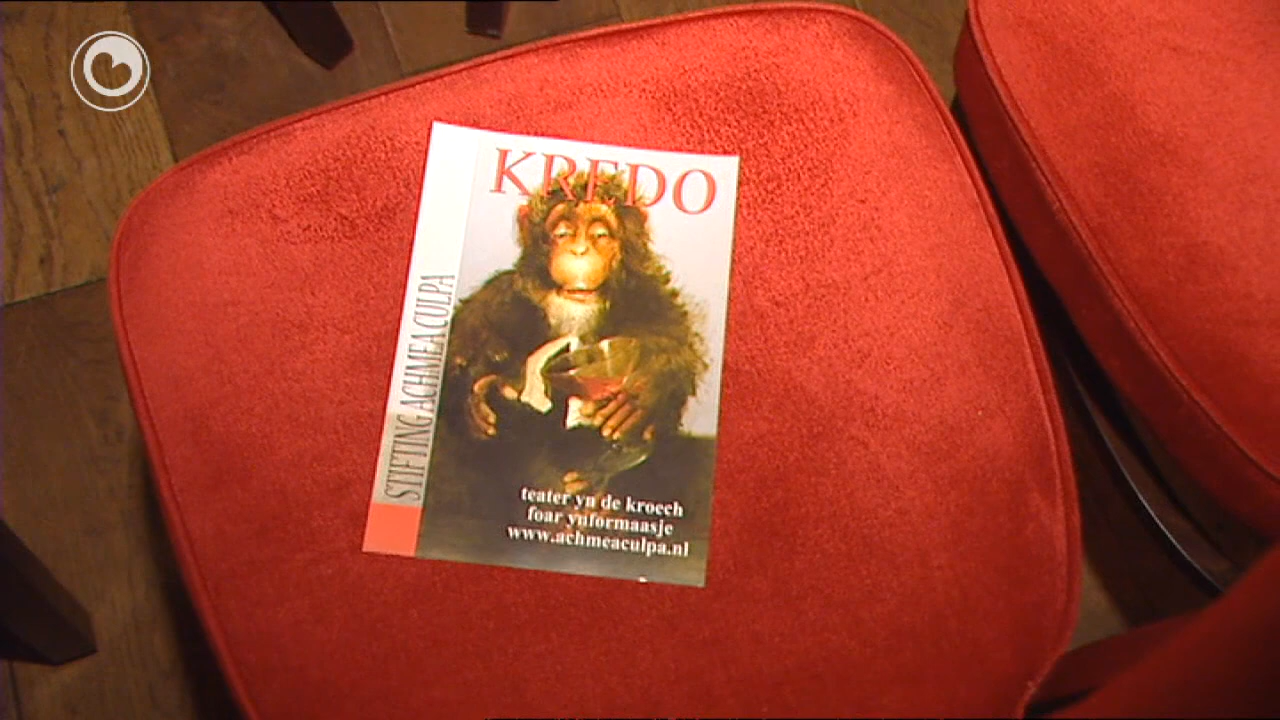 KREDO
STIFTING ACHMEA CULPA
teater yn de kroech
foar ynformaasje
www.achmeaculpa.nl